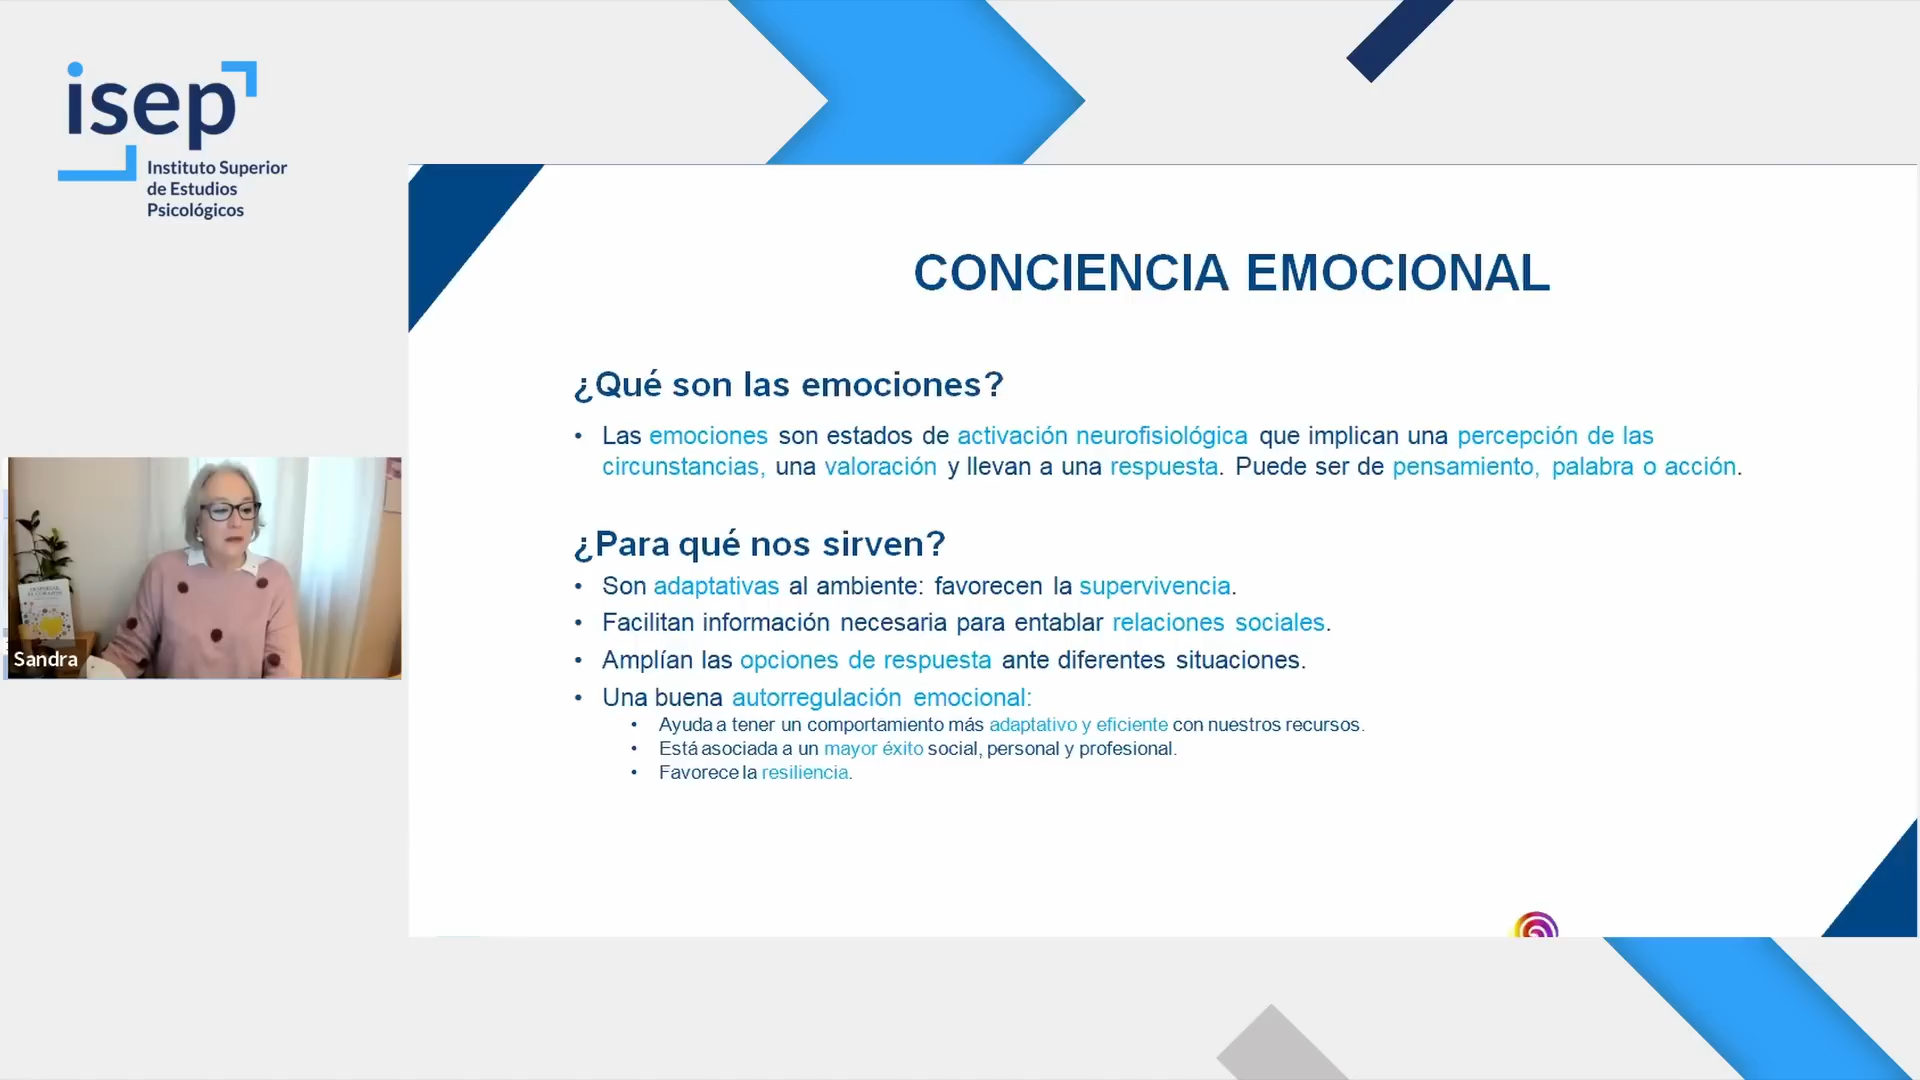 isep
Instituto Superior
de Estudios
Psicológicos
CONCIENCIA EMOCIONAL
¿Qué son las emociones?
• Las emociones son estados de activación neurofisiológica que implican una percepción de las
circunstancias, una valoración y llevan a una respuesta. Puede ser de pensamiento, palabra o acción.
¿Para qué nos sirven?
• Son adaptativas al ambiente: favorecen la supervivencia.
• Facilitan información necesaria para entablar relaciones sociales.
• Amplían las opciones de respuesta ante diferentes situaciones.
• Una buena autorregulación emocional:
• Ayuda a tener un comportamiento más adaptativo y eficiente con nuestros recursos.
• Está asociada a un mayor éxito social, personal y profesional.
• Favorece la resiliencia.
Sandra